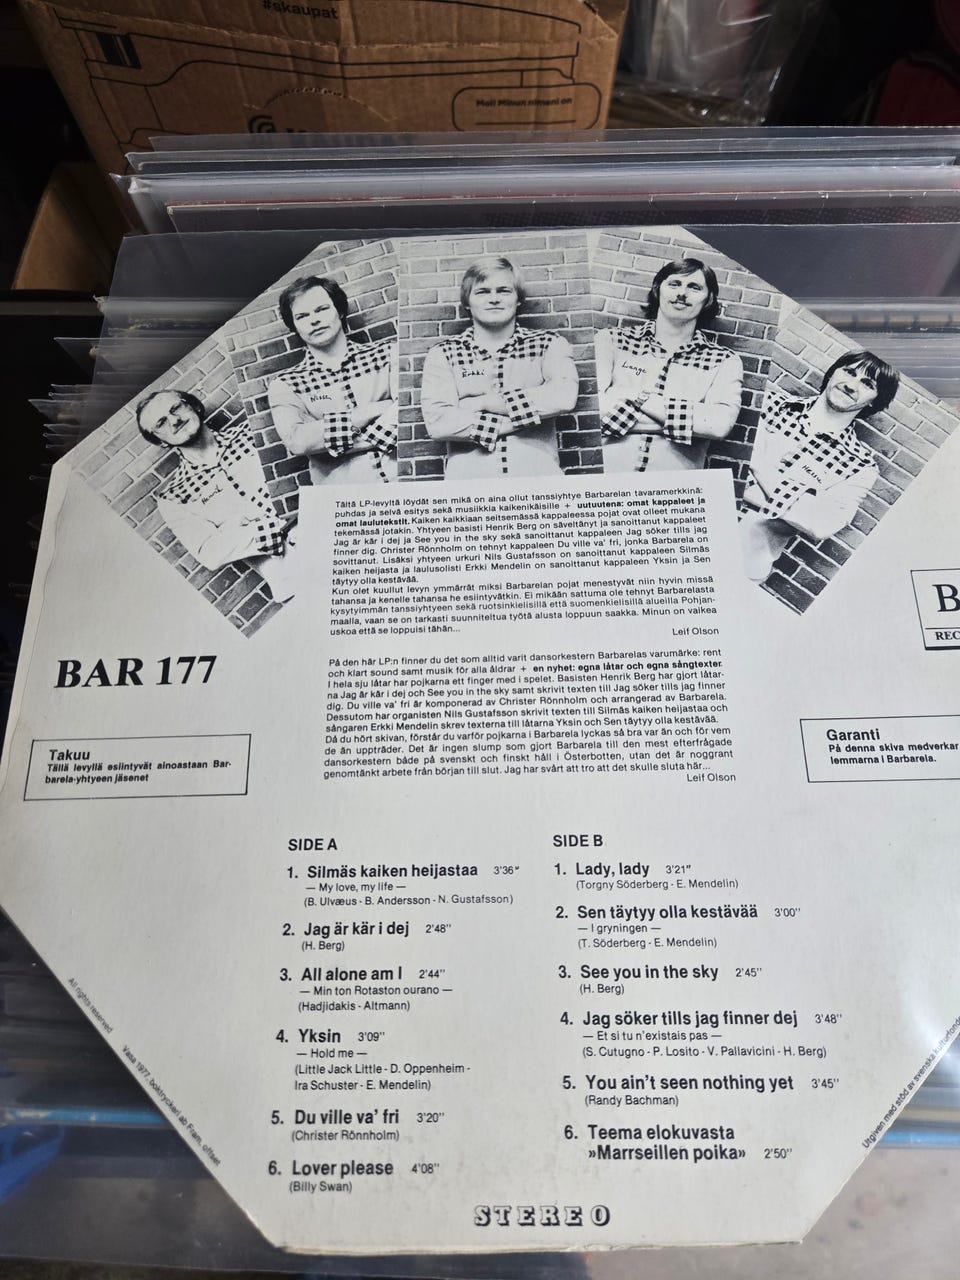 #skaupat
Moi! Minun nimeni on
Henrik
Nisse
Erkki
Lange
Tältä LP-levyltä löydät sen mikä on aina ollut tanssiyhtye Barbarelan tavaramerkkinä:
puhdas ja selvä esitys sekä musiikkia kaikenikäisille + uutuutena: omat kappaleet ja
omat laulutekstit. Kaiken kaikkiaan seitsemässä kappaleessa pojat ovat olleet mukana
tekemässä jotakin. Yhtyeen basisti Henrik Berg on säveltänyt ja sanoittanut kappaleet
Jag är kär i dej ja See you in the sky sekä sanoittanut kappaleen Jag söker tills jag
finner dig. Christer Rönnholm on tehnyt kappaleen Du ville va' fri, jonka Barbarela on
sovittanut. Lisäksi yhtyeen urkuri Nils Gustafsson on sanoittanut kappaleen Silmäs
kaiken heijasta ja laulusolisti Erkki Mendelin on sanoittanut kappaleen Yksin ja Sen
täytyy olla kestävää.
Kun olet kuullut levyn ymmärrät miksi Barbarelan pojat menestyvät niin hyvin missä
tahansa ja kenelle tahansa he esiintyvätkin. Ei mikään sattuma ole tehnyt Barbarelasta
kysytyimmän tanssiyhtyeen sekä ruotsinkielisillä että suomenkielisillä alueilla Pohjan-
maalla, vaan se on tarkasti suunniteltua työtä alusta loppuun saakka. Minun on vaikea
uskoa että se loppuisi tähän...
Leif Olson
På den här LP:n finner du det som alltid varit dansorkestern Barbarelas varumärke: rent
och klart sound samt musik för alla åldrar + en nyhet: egna låtar och egna sångtexter.
I hela sju låtar har pojkarna ett finger med i spelet. Basisten Henrik Berg har gjort låtar-
na Jag är kär i dej och See you in the sky samt skrivit texten till Jag söker tills jag finner
dig. Du ville va' fri är komponerad av Christer Rönnholm och arrangerad av Barbarela.
Dessutom har organisten Nils Gustafsson skrivit texten till Silmäs kaiken heijastaa och
sångaren Erkki Mendelin skrev texterna till låtarna Yksin och Sen täytyy olla kestävää.
Då du hört skivan, förstår du varför pojkarna i Barbarela lyckas så bra var än och för vem
de än uppträder. Det är ingen slump som gjort Barbarela till den mest efterfrågade
dansorkestern både på svenskt och finskt håll i Österbotten, utan det är noggrant
genomtänkt arbete från början till slut. Jag har svårt att tro att det skulle sluta här...
Leif Olson
BAR 177
B
REC
Takuu
Tällä levyllä esiintyvät ainoastaan Bar-
barela-yhtyeen jäsenet
Garanti
På denna skiva medverkar
lemmarna i Barbarela.
SIDE A
1. Silmäs kaiken heijastaa 3'36"
— My love, my life —
(B. Ulvæus - B. Andersson - N. Gustafsson)
2. Jag är kär i dej 2'48"
(H. Berg)
3. All alone am I 2'44"
— Min ton Rotaston ourano —
(Hadjidakis - Altmann)
4. Yksin 3'09"
— Hold me —
(Little Jack Little - D. Oppenheim -
Ira Schuster - E. Mendelin)
5. Du ville va' fri 3'20"
(Christer Rönnholm)
6. Lover please 4'08"
(Billy Swan)
SIDE B
1. Lady, lady 3'21"
(Torgny Söderberg - E. Mendelin)
2. Sen täytyy olla kestävää 3'00"
— I gryningen —
(T. Söderberg - E. Mendelin)
3. See you in the sky 2'45"
(H. Berg)
4. Jag söker tills jag finner dej 3'48"
— Et si tu n'existais pas —
(S. Cutugno - P. Losito - V. Pallavicini - H. Berg)
5. You ain't seen nothing yet 3'45"
(Randy Bachman)
6. Teema elokuvasta
»Marrseillen poika» 2'50"
All rights reserved
Vasa 1977, boktryckeri ab Fram, offset
Utgiven med stöd av svenska kulturfonde
STEREO